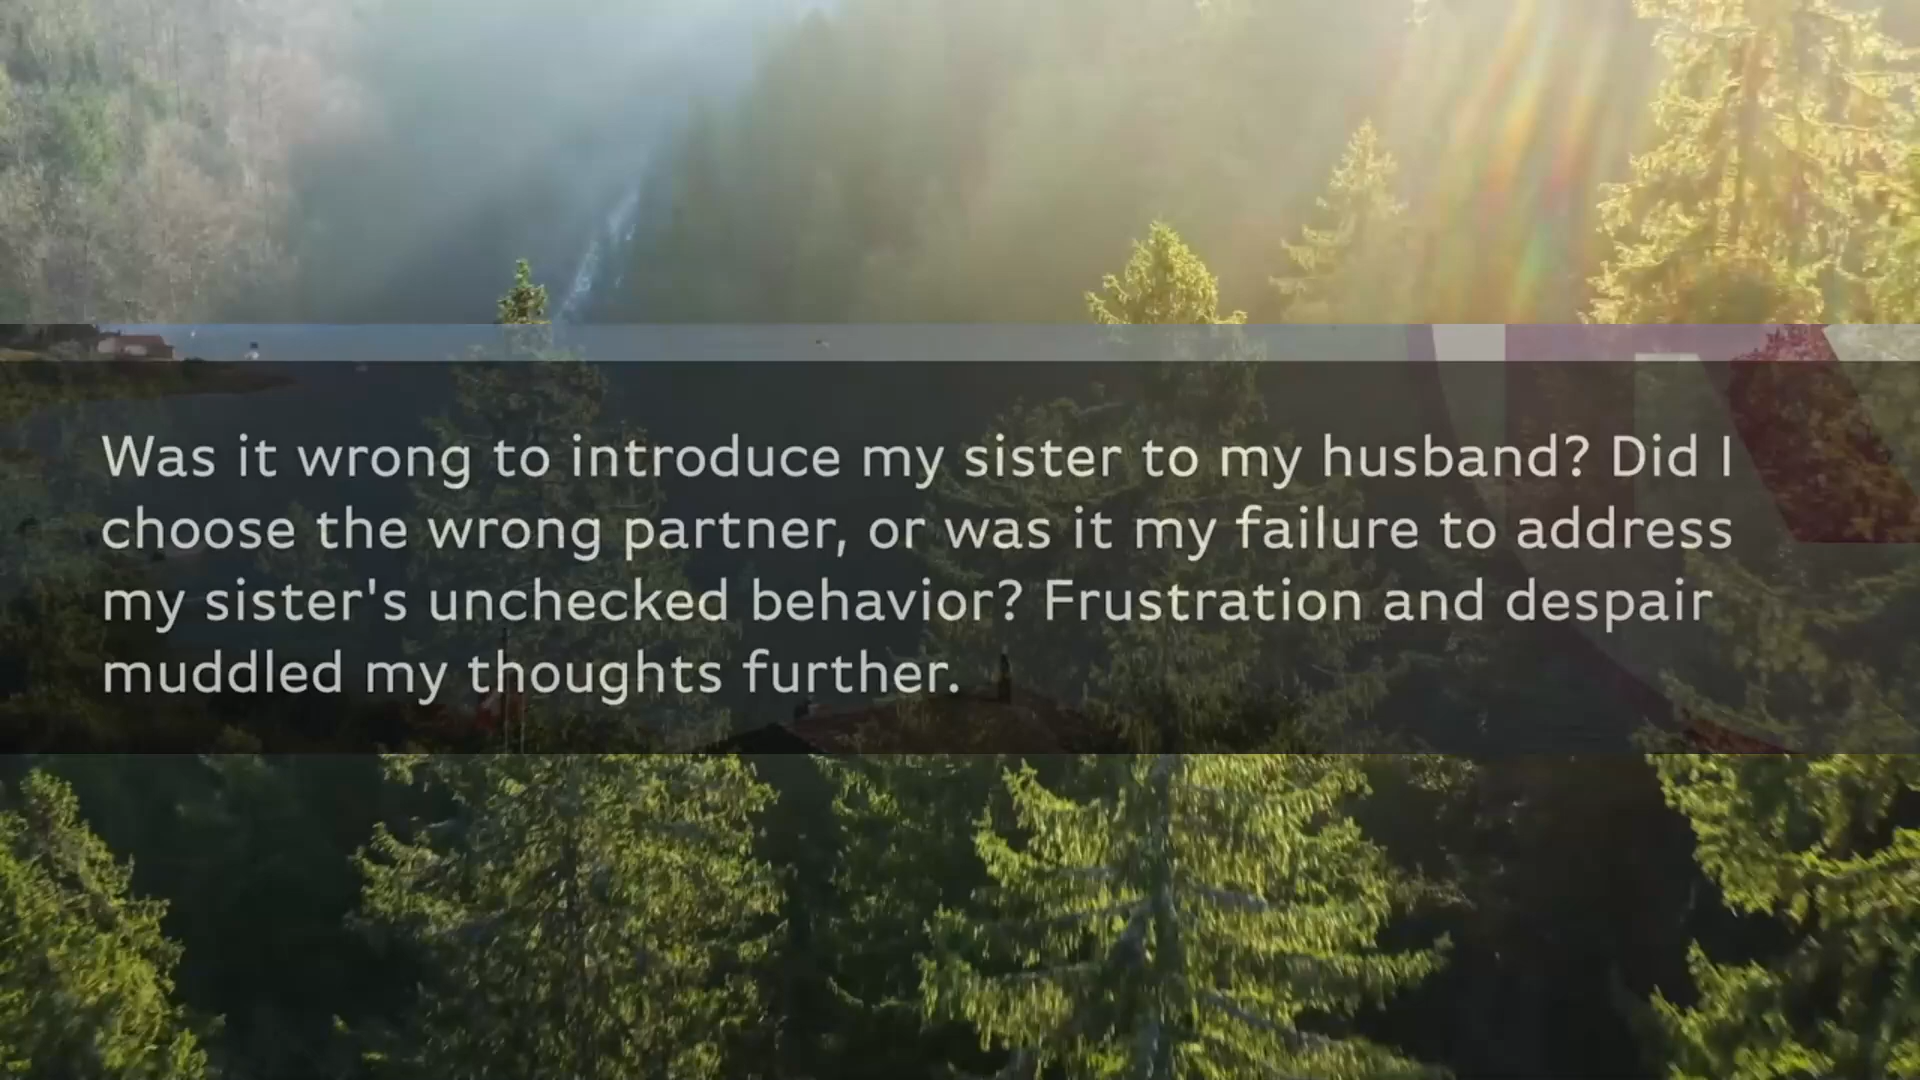 Was it wrong to introduce my sister to my husband? Did I
choose the wrong partner, or was it my failure to address
my sister's unchecked behavior? Frustration and despair
muddled my thoughts further.